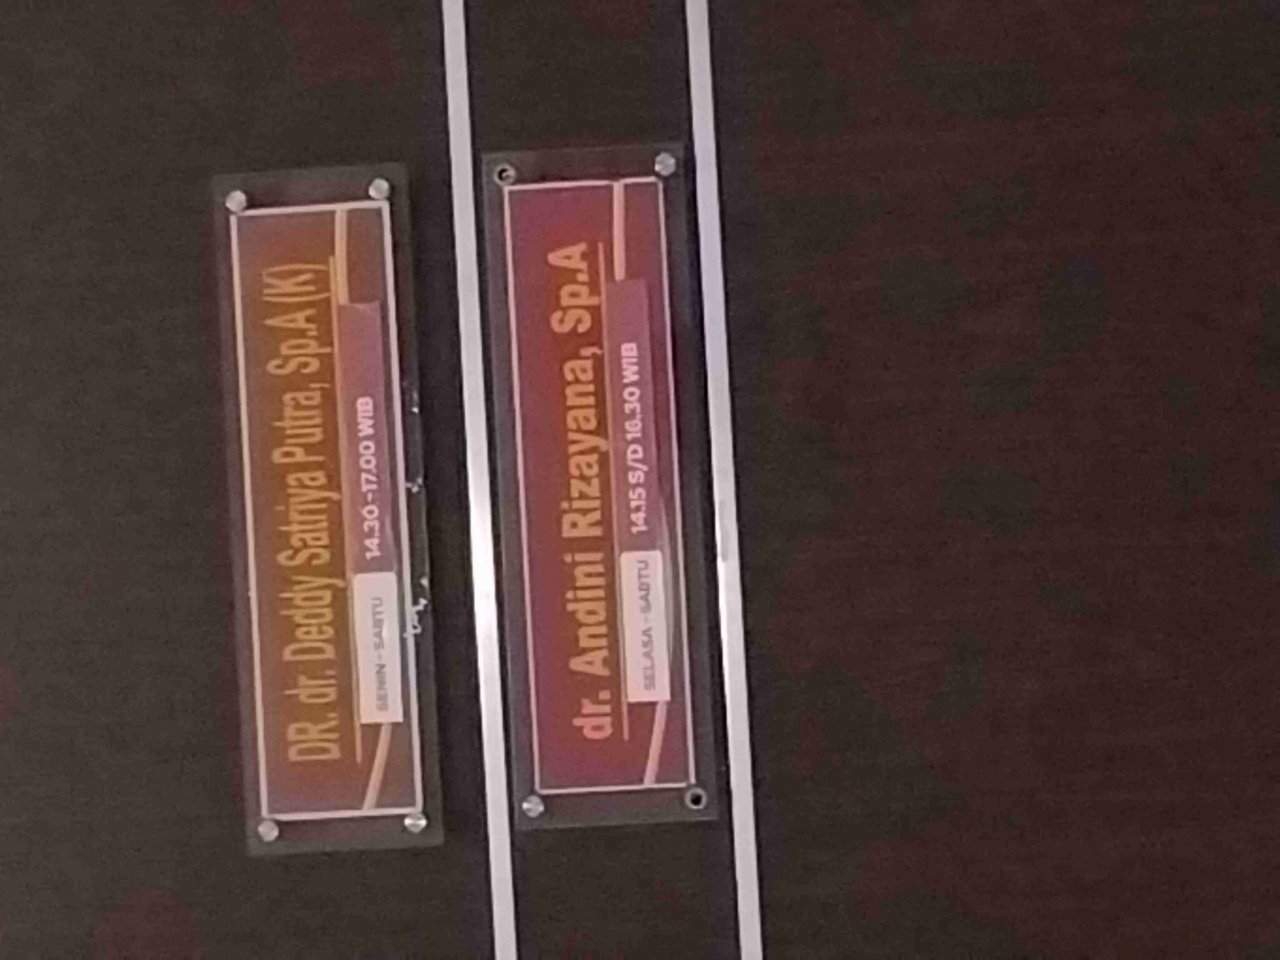 DR. dr. Deddy Satriya Putra, Sp.A (K)
SENIN - SABTU 14.30 -17.00 WIB
dr. Andini Rizayana, Sp.A
SELASA - SABTU 14.15 S/D 16.30 WIB